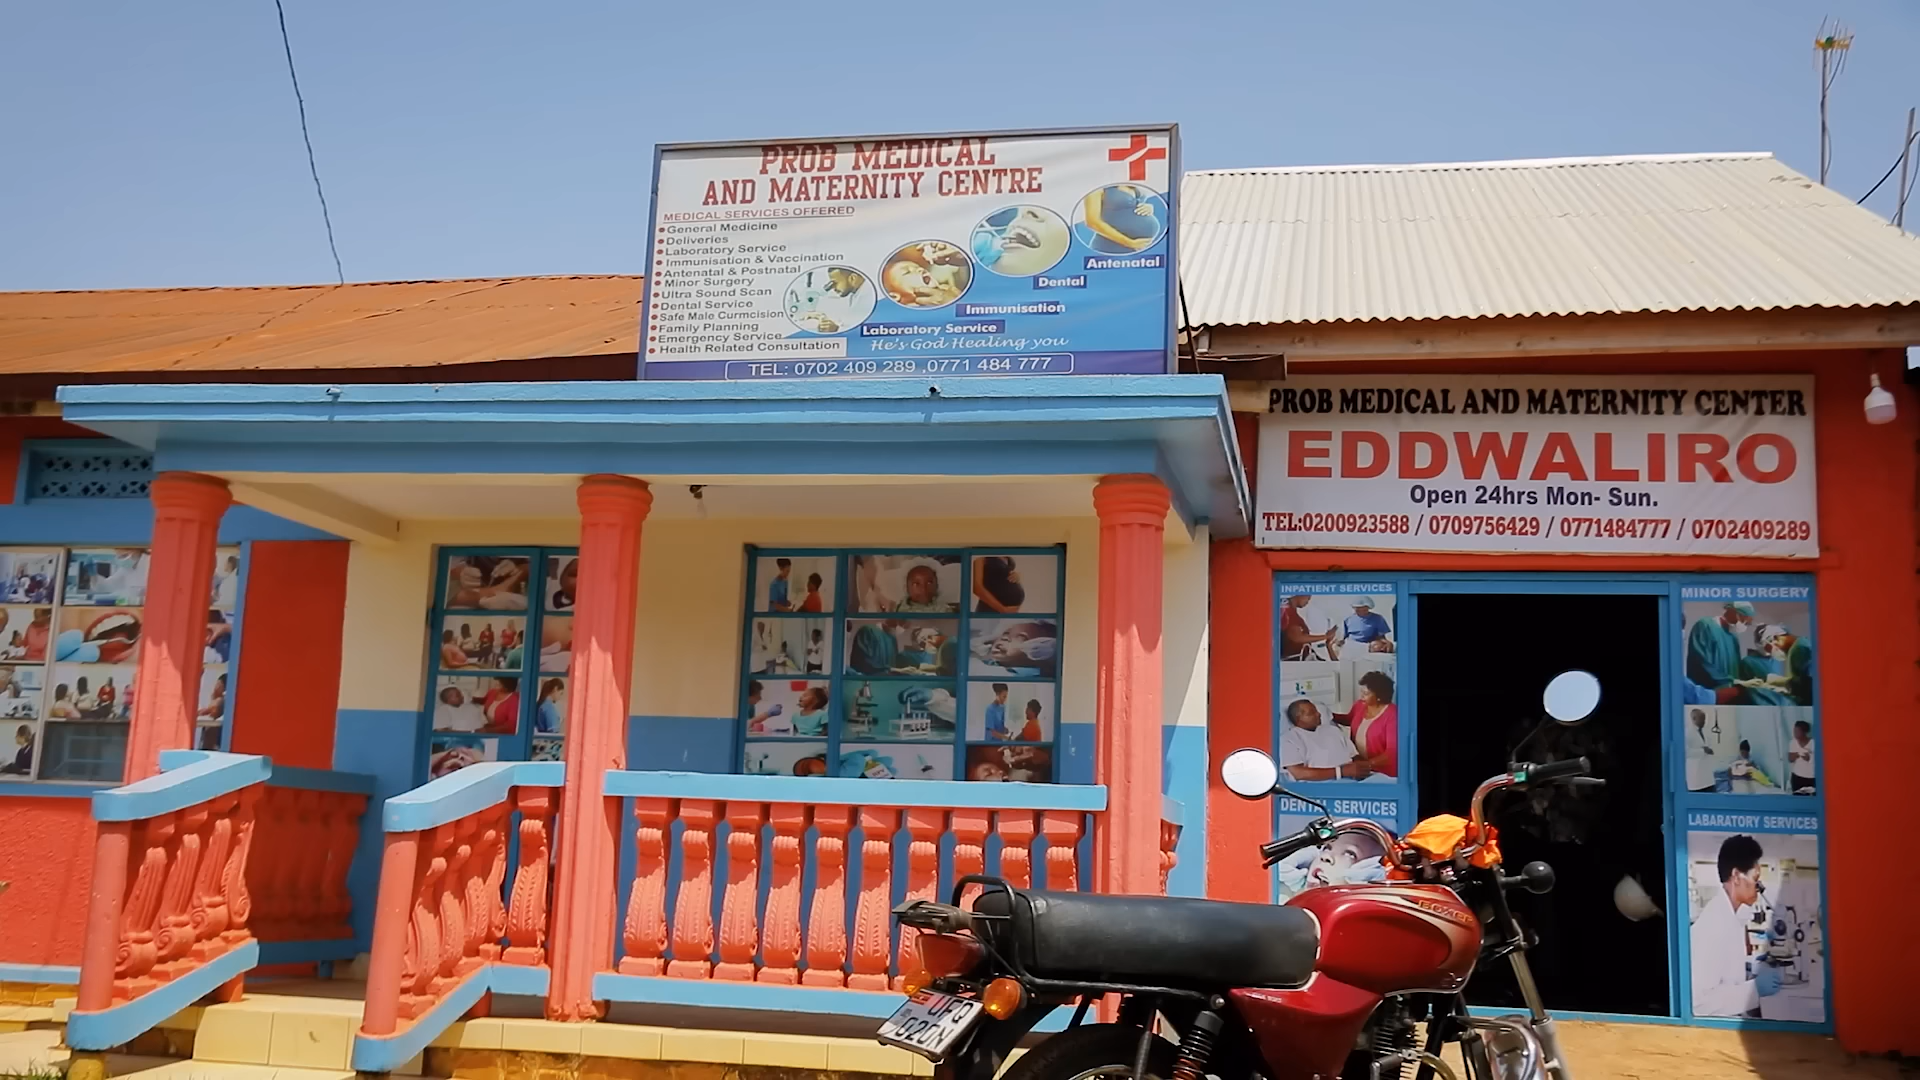 PROB MEDICAL
AND MATERNITY CENTRE
MEDICAL SERVICES OFFERED
General Medicine
Deliveries
Laboratory Service
Immunisation & Vaccination
Antenatal & Postnatal
Minor Surgery
Ultra Sound Scan
Dental Service
Safe Male Curmcision
Family Planning
Emergency Service
Health Related Consultation
Antenatal
Dental
Immunisation
Laboratory Service
He's God Healing you
TEL: 0702 409 289 ,0771 484 777
PROB MEDICAL AND MATERNITY CENTER
EDDWALIRO
Open 24hrs Mon- Sun.
TEL:0200923588 / 0709756429 / 0771484777 / 0702409289
INPATIENT SERVICES
MINOR SURGERY
DENTAL SERVICES
LABARATORY SERVICES
BOXER
UFQ
020N